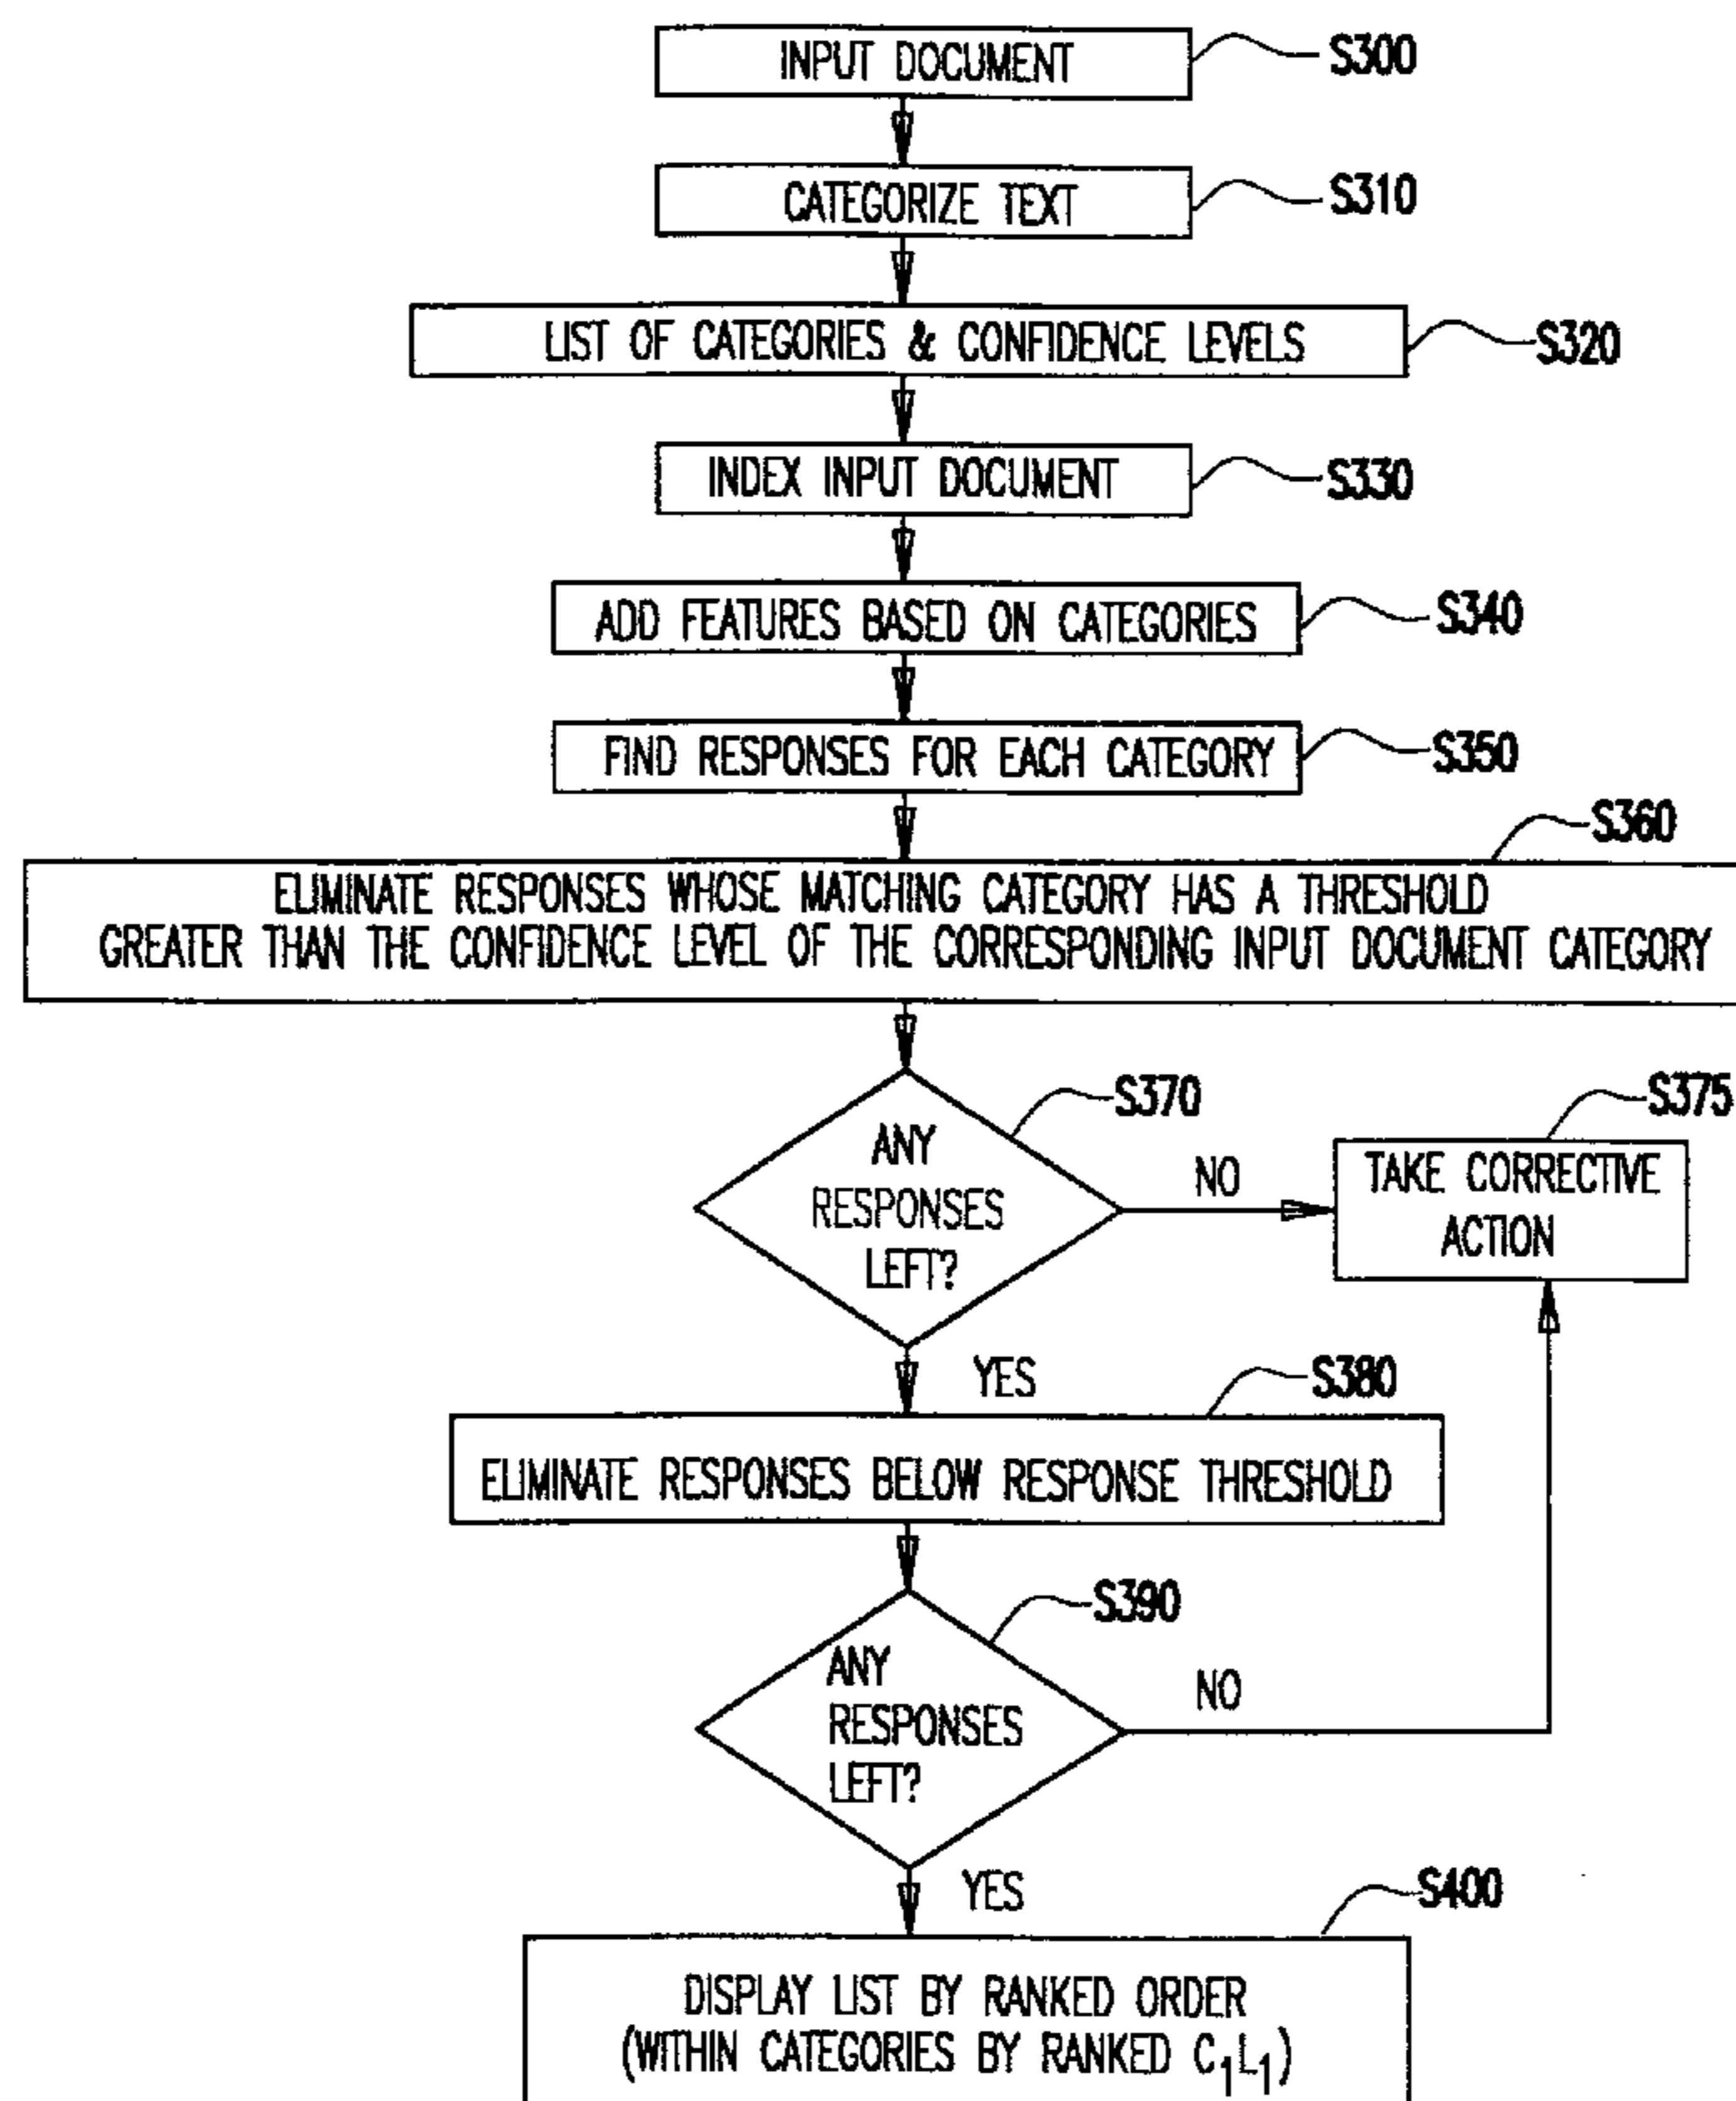 INPUT DOCUMENT
S300
CATEGORIZE TEXT
S310
LIST OF CATEGORIES & CONFIDENCE LEVELS
S320
INDEX INPUT DOCUMENT
S330
ADD FEATURES BASED ON CATEGORIES
S340
FIND RESPONSES FOR EACH CATEGORY
S350
S360
ELIMINATE RESPONSES WHOSE MATCHING CATEGORY HAS A THRESHOLD
GREATER THAN THE CONFIDENCE LEVEL OF THE CORRESPONDING INPUT DOCUMENT CATEGORY
S370
ANY
RESPONSES
LEFT?
NO
S375
TAKE CORRECTIVE
ACTION
YES
S380
ELIMINATE RESPONSES BELOW RESPONSE THRESHOLD
S390
ANY
RESPONSES
LEFT?
NO
YES
S400
DISPLAY LIST BY RANKED ORDER
(WITHIN CATEGORIES BY RANKED C₁L₁)